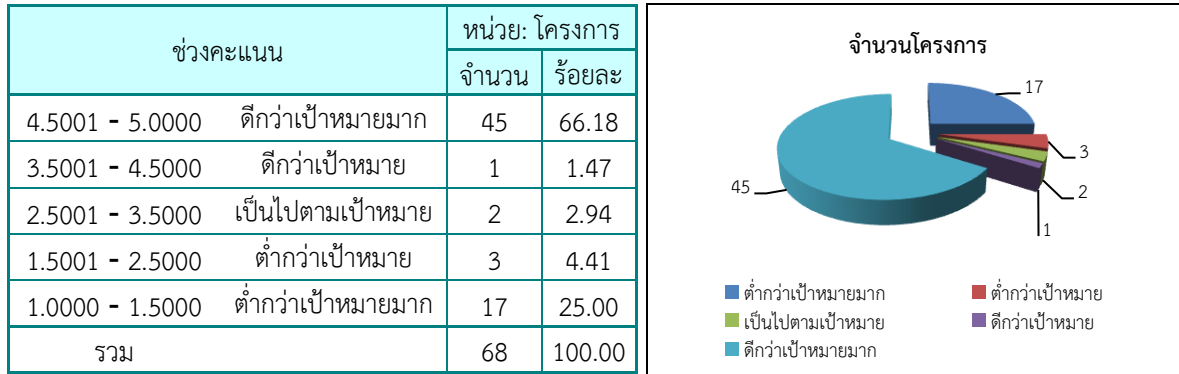 ช่วงคะแนน หน่วย: โครงการ
จำนวน ร้อยละ
4.5001 - 5.0000 ดีกว่าเป้าหมายมาก 45 66.18
3.5001 - 4.5000 ดีกว่าเป้าหมาย 1 1.47
2.5001 - 3.5000 เป็นไปตามเป้าหมาย 2 2.94
1.5001 - 2.5000 ต่ำกว่าเป้าหมาย 3 4.41
1.0000 - 1.5000 ต่ำกว่าเป้าหมายมาก 17 25.00
รวม 68 100.00
จำนวนโครงการ
17
3
45
2
1
ต่ำกว่าเป้าหมายมาก ต่ำกว่าเป้าหมาย
เป็นไปตามเป้าหมาย ดีกว่าเป้าหมาย
ดีกว่าเป้าหมายมาก